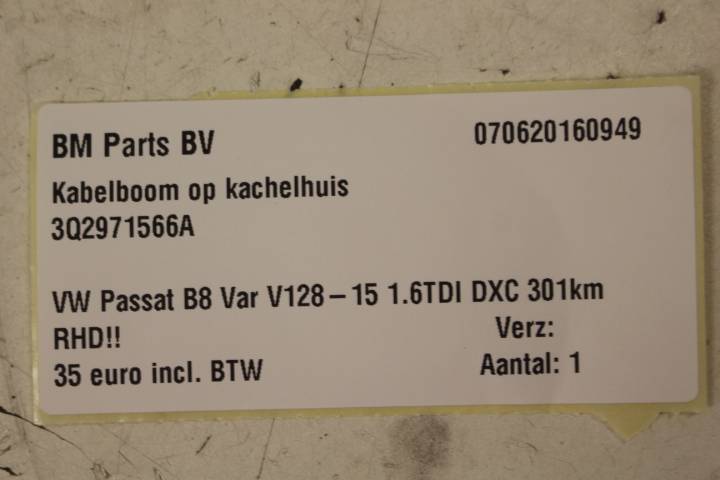 BM Parts BV 070620160949
Kabelboom op kachelhuis
3Q2971566A
VW Passat B8 Var V128-15 1.6TDI DXC 301km
RHD!! Verz:
35 euro incl. BTW Aantal: 1